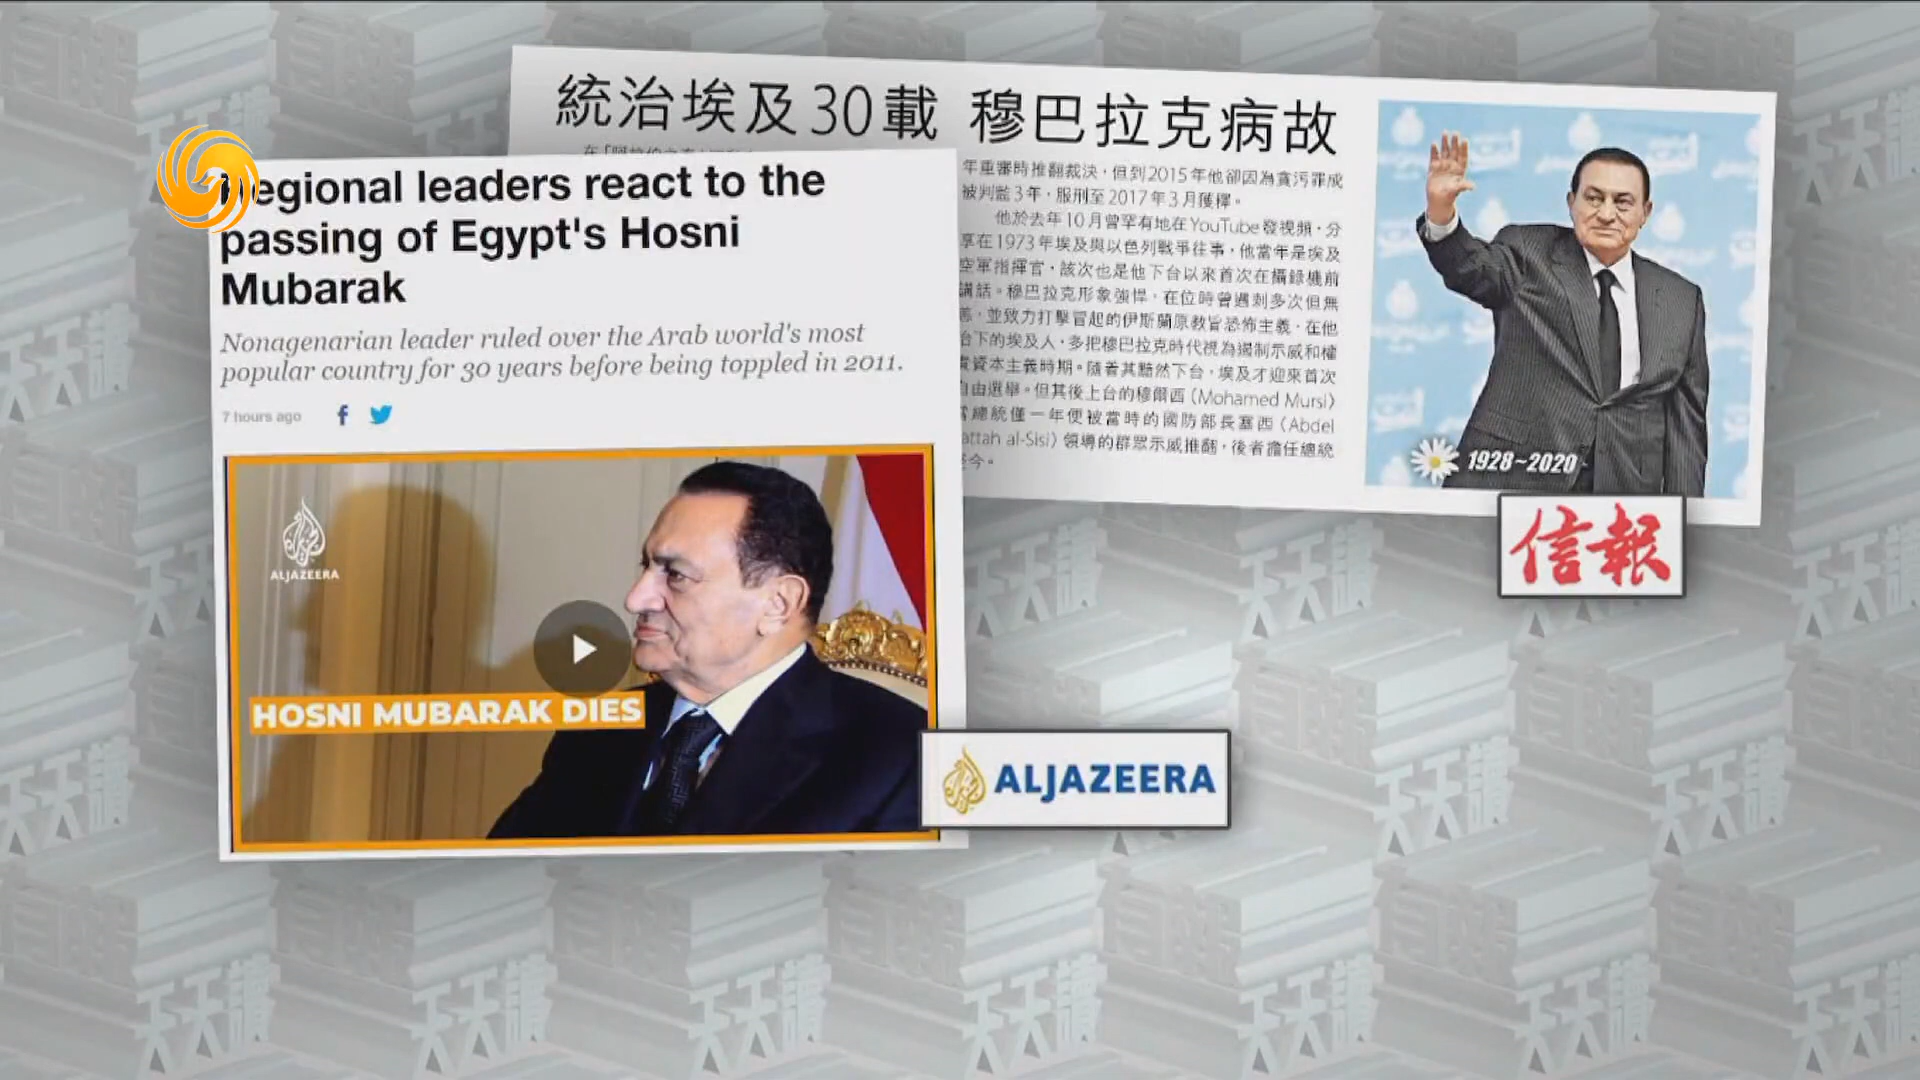 統治埃及30載 穆巴拉克病故
Regional leaders react to the
passing of Egypt's Hosni
Mubarak
Nonagenarian leader ruled over the Arab world's most
popular country for 30 years before being toppled in 2011.
7 hours ago
ALJAZEERA
HOSNI MUBARAK DIES
ALJAZEERA
年重審時推翻裁決，但到2015年他卻因為貪污罪成
被判監3年，服刑至2017年3月獲釋。
他於去年10月曾罕有地在YouTube發視頻，分
享在1973年埃及與以色列戰爭往事，他當年是埃及
空軍指揮官，該次也是他下台以來首次在攝錄機前
講話。穆巴拉克形象強悍，在位時曾遇刺多次但無
恙，並致力打擊冒起的伊斯蘭原教旨恐怖主義，在他
治下的埃及人，多把穆巴拉克時代視為遏制示威和權
貴資本主義時期。隨着其黯然下台，埃及才迎來首次
自由選舉。但其後上台的穆爾西（Mohamed Mursi）
當總統僅一年便被當時的國防部長塞西（Abdel
attah al-Sisi）領導的群眾示威推翻，後者擔任總統
至今。
1928~2020
信報
天天讀